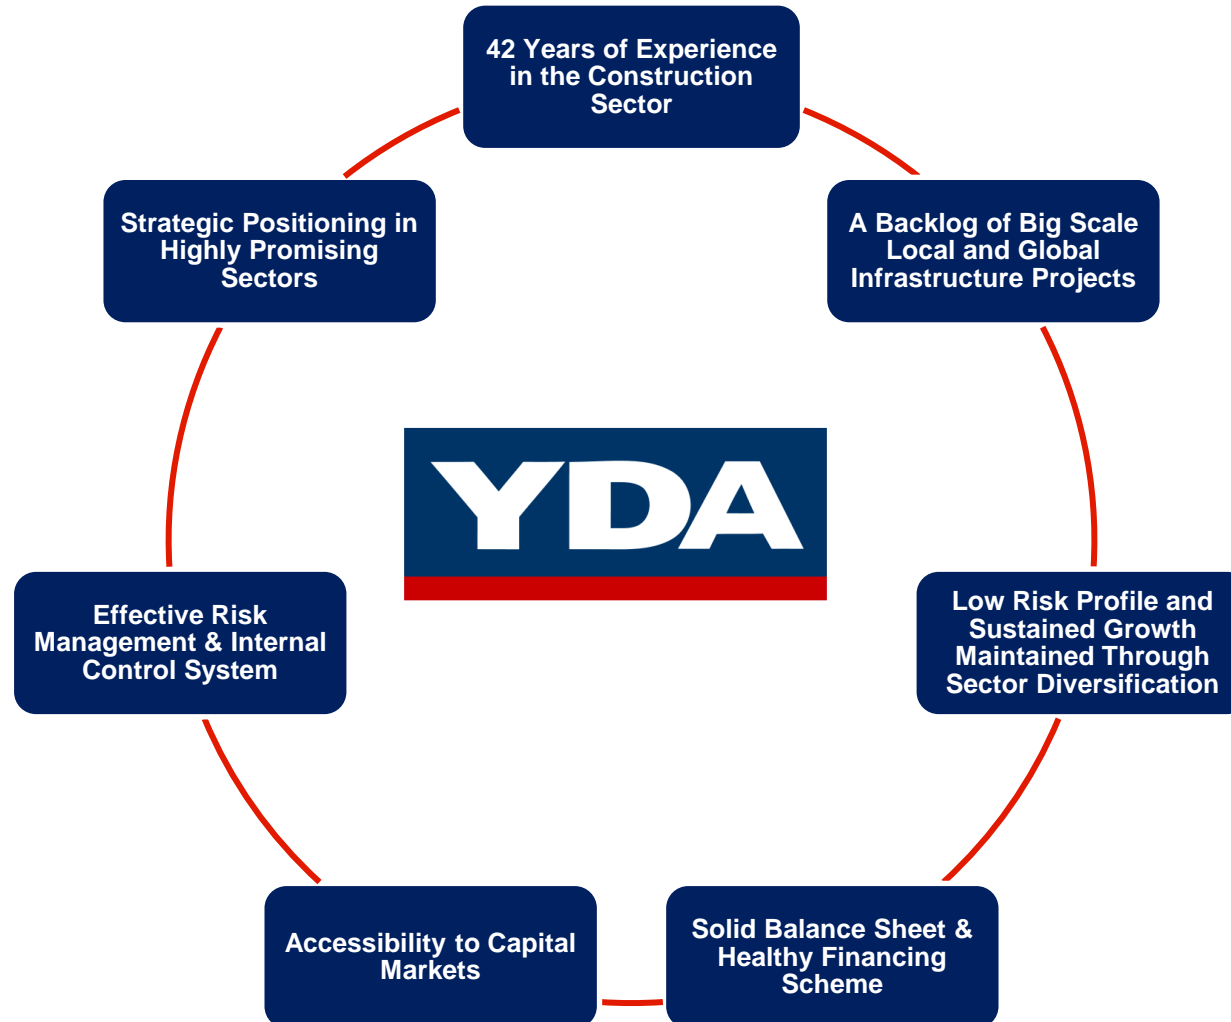 42 Years of Experience
in the Construction
Sector
Strategic Positioning in
Highly Promising
Sectors
A Backlog of Big Scale
Local and Global
Infrastructure Projects
YDA
Effective Risk
Management & Internal
Control System
Low Risk Profile and
Sustained Growth
Maintained Through
Sector Diversification
Accessibility to Capital
Markets
Solid Balance Sheet &
Healthy Financing
Scheme